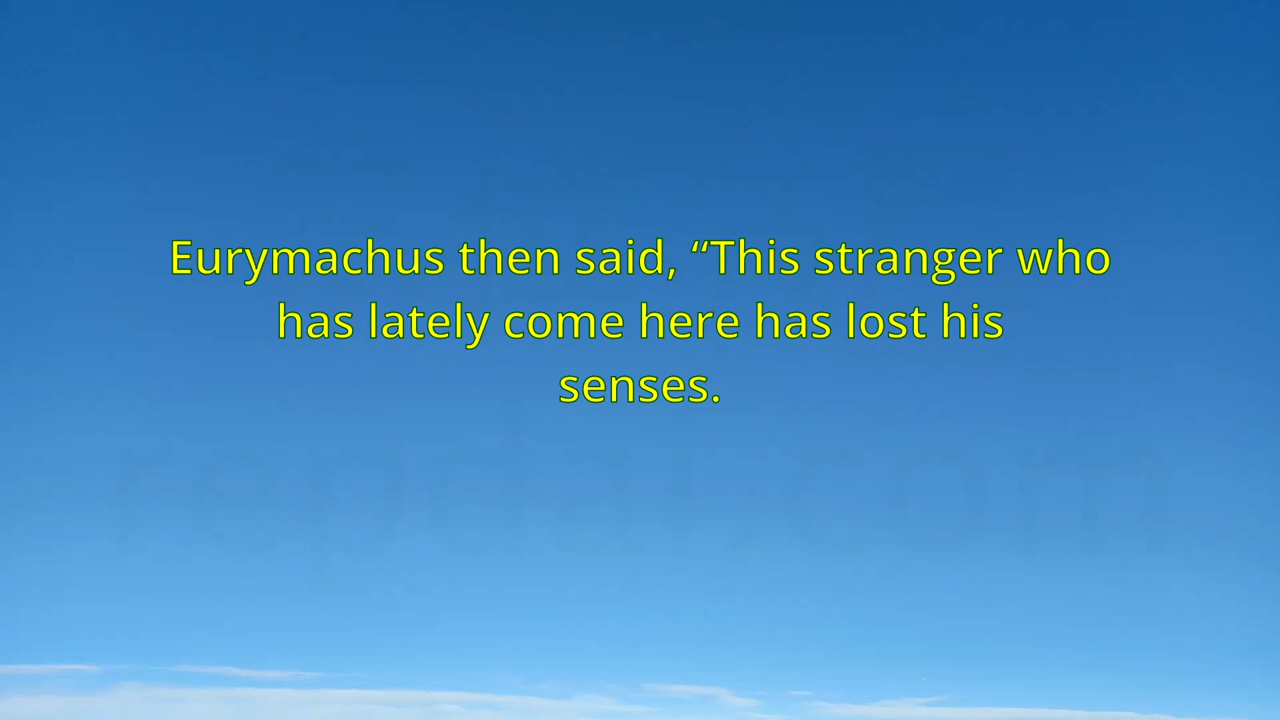 Eurymachus then said, “This stranger who
has lately come here has lost his
senses.